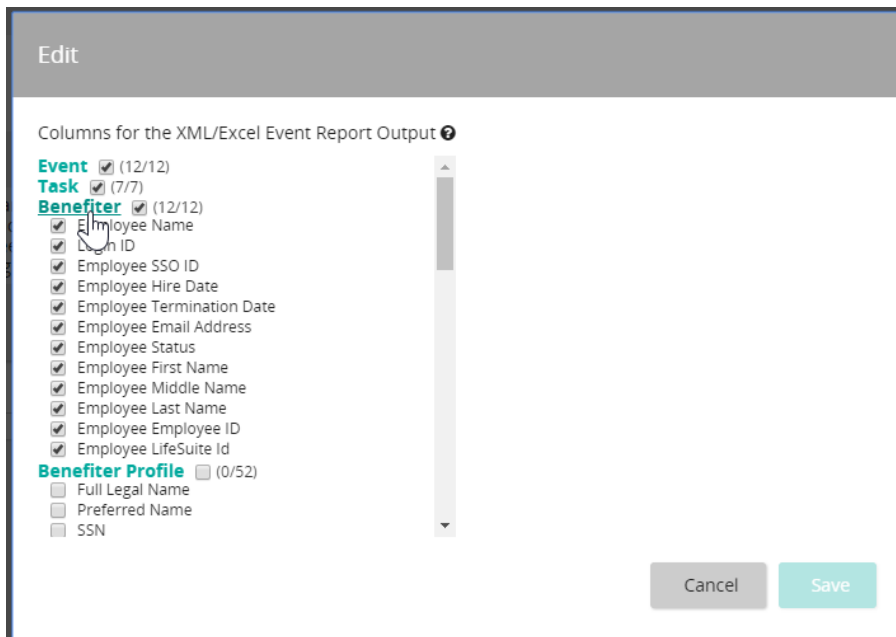 Edit
Columns for the XML/Excel Event Report Output
Event (12/12)
Task (7/7)
Benefiter (12/12)
Employee Name
Login ID
Employee SSO ID
Employee Hire Date
Employee Termination Date
Employee Email Address
Employee Status
Employee First Name
Employee Middle Name
Employee Last Name
Employee Employee ID
Employee LifeSuite Id
Benefiter Profile (0/52)
Full Legal Name
Preferred Name
SSN
Cancel Save